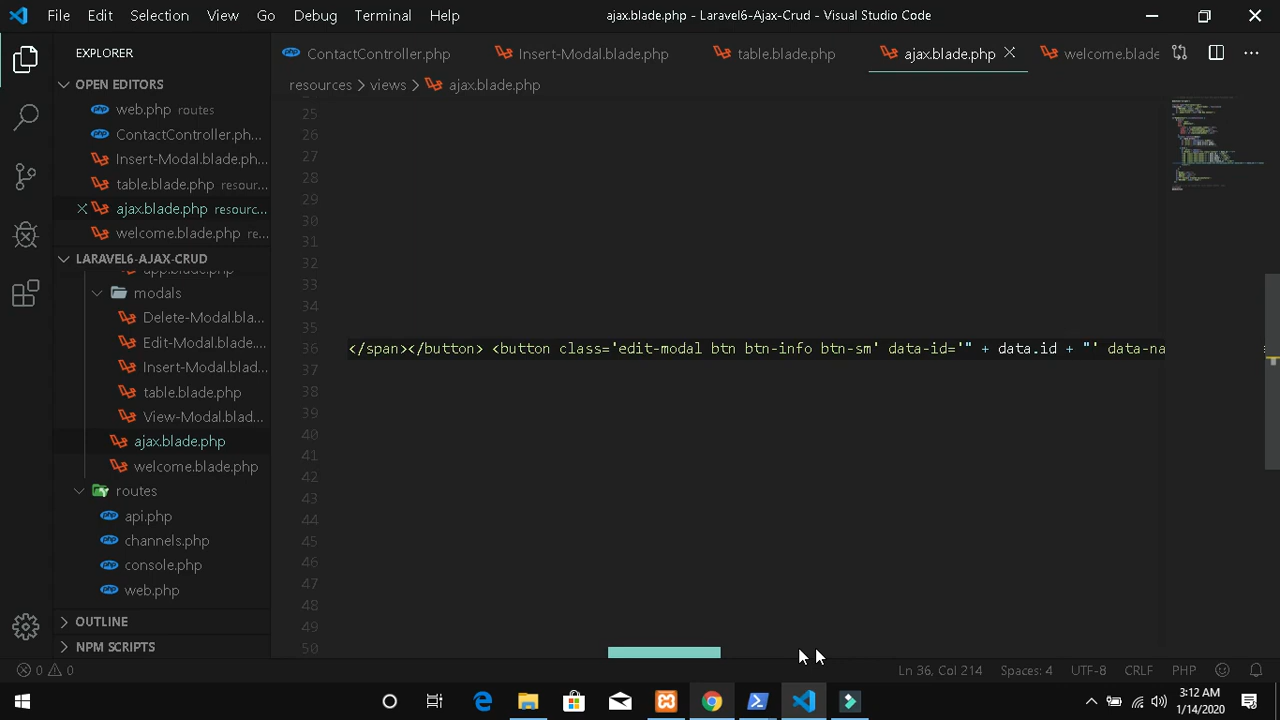 File Edit Selection View Go Debug Terminal Help
ajax.blade.php - Laravel6-Ajax-Crud - Visual Studio Code
EXPLORER
ContactController.php Insert-Modal.blade.php table.blade.php ajax.blade.php welcome.blade
OPEN EDITORS
resources > views > ajax.blade.php
web.php routes
ContactController.ph...
Insert-Modal.blade.ph...
table.blade.php resour...
ajax.blade.php resourc...
welcome.blade.php re...
LARAVEL6-AJAX-CRUD
app.blade.php
modals
Delete-Modal.bla...
Edit-Modal.blade....
Insert-Modal.blad...
table.blade.php
View-Modal.blad...
ajax.blade.php
welcome.blade.php
routes
api.php
channels.php
console.php
web.php
OUTLINE
NPM SCRIPTS
25
26
27
28
29
30
31
32
33
34
35
36 </span></button> <button class='edit-modal btn btn-info btn-sm' data-id='" + data.id + "' data-na
37
38
39
40
41
42
43
44
45
46
47
48
49
50
0 0
Ln 36, Col 214 Spaces: 4 UTF-8 CRLF PHP
3:12 AM
1/14/2020